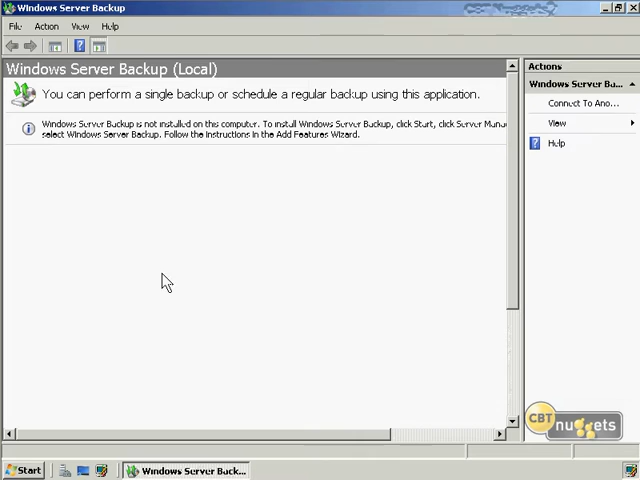 Windows Server Backup
File Action View Help
Windows Server Backup (Local)
You can perform a single backup or schedule a regular backup using this application.
Windows Server Backup is not installed on this computer. To install Windows Server Backup, click Start, click Server Mana
select Windows Server Backup. Follow the instructions in the Add Features Wizard.
Actions
Windows Server Ba...
Connect To Ano...
View
Help
CBT nuggets
Start
Windows Server Back...